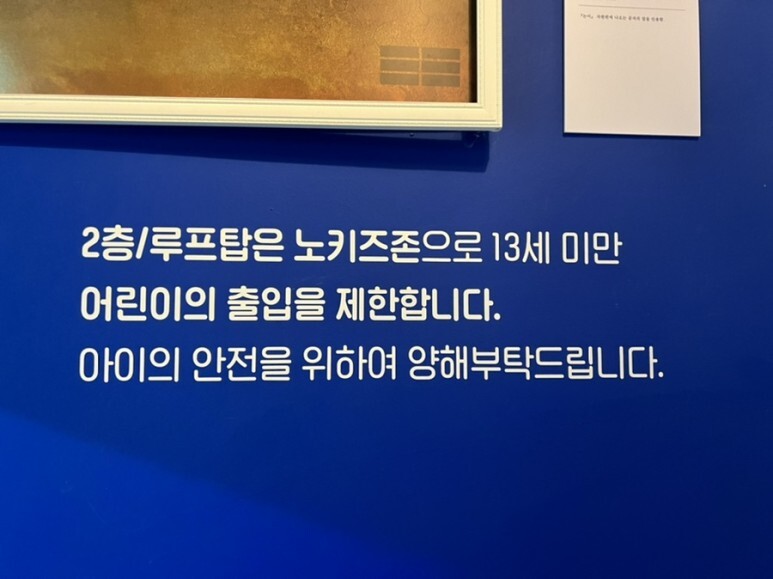 2층/루프탑은 노키즈존으로 13세 미만
어린이의 출입을 제한합니다.
아이의 안전을 위하여 양해부탁드립니다.